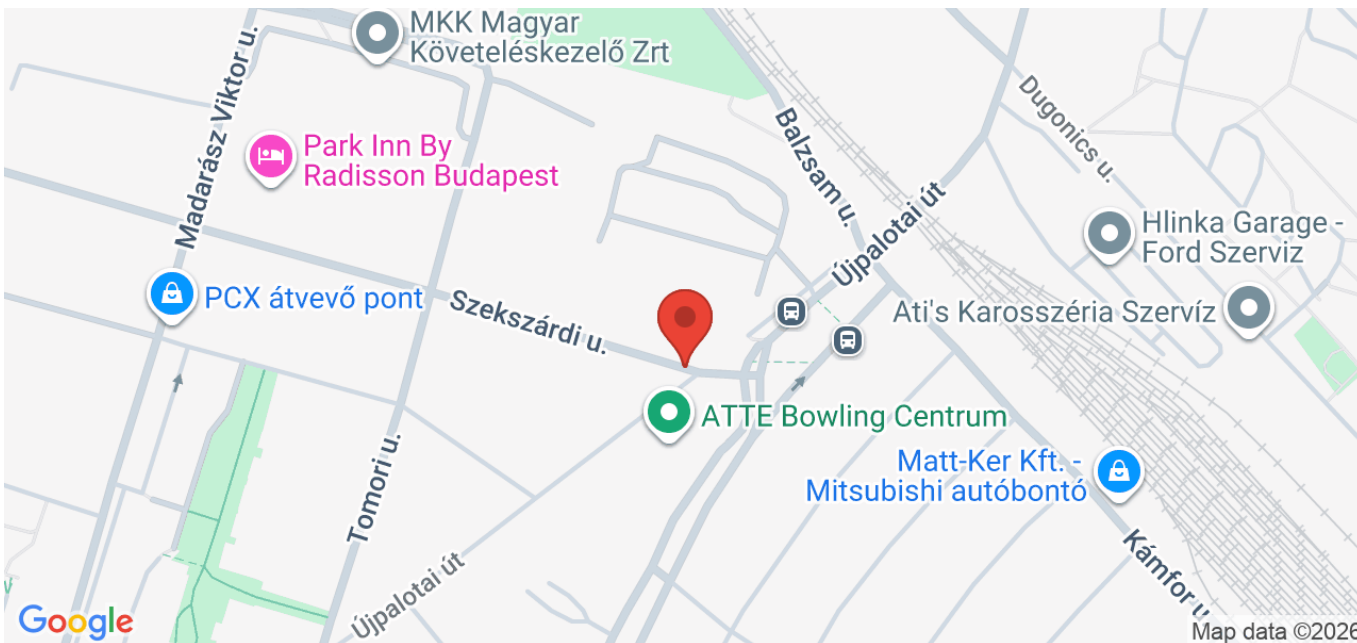 MKK Magyar
Követeléskezelő Zrt
Madarász Viktor u.
Park Inn By
Radisson Budapest
Balzsam u.
Dugonics u.
Újpalotai út
Hlinka Garage -
Ford Szerviz
PCX átvevő pont
Szekszárdi u.
Ati's Karosszéria Szervíz
ATTE Bowling Centrum
Matt-Ker Kft. -
Mitsubishi autóbontó
Tomori u.
Kámfor u.
Újpalotai út
Google
Map data ©2026